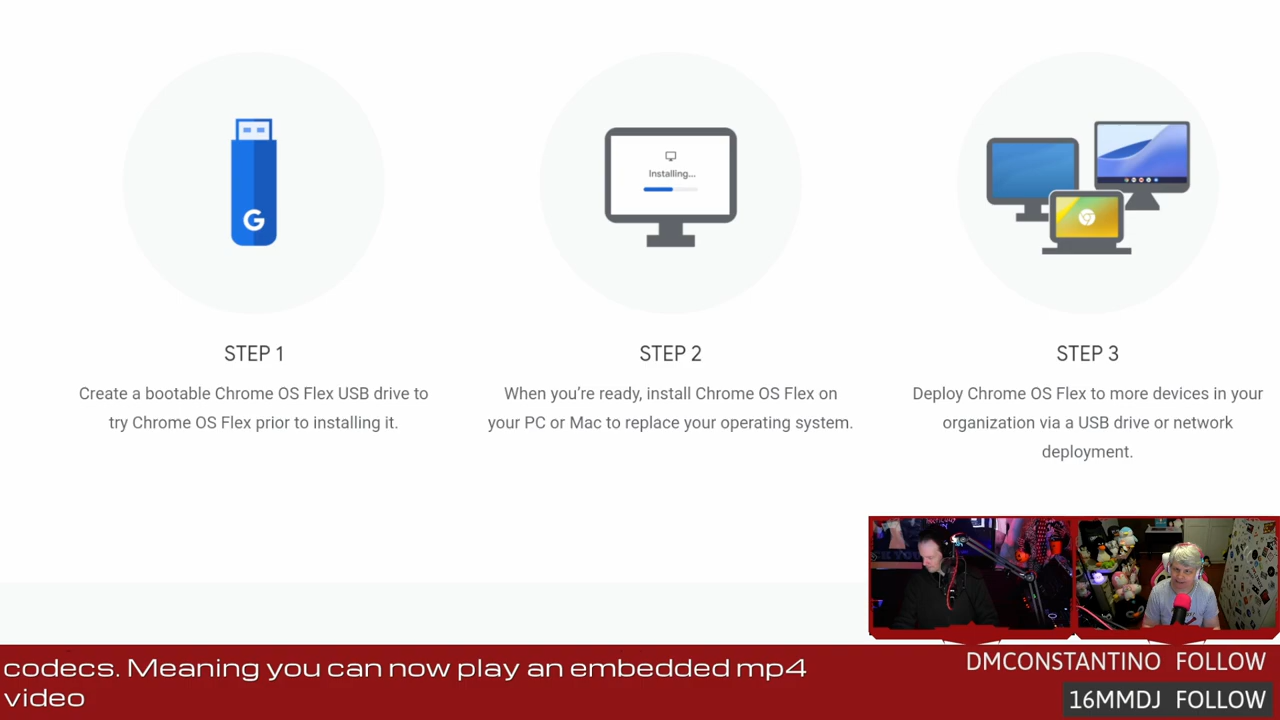 G
Installing...
STEP 1
Create a bootable Chrome OS Flex USB drive to
try Chrome OS Flex prior to installing it.
STEP 2
When you’re ready, install Chrome OS Flex on
your PC or Mac to replace your operating system.
STEP 3
Deploy Chrome OS Flex to more devices in your
organization via a USB drive or network
deployment.
codecs. Meaning you can now play an embedded mp4
video
DMCONSTANTINO FOLLOW
16MMDJ FOLLOW